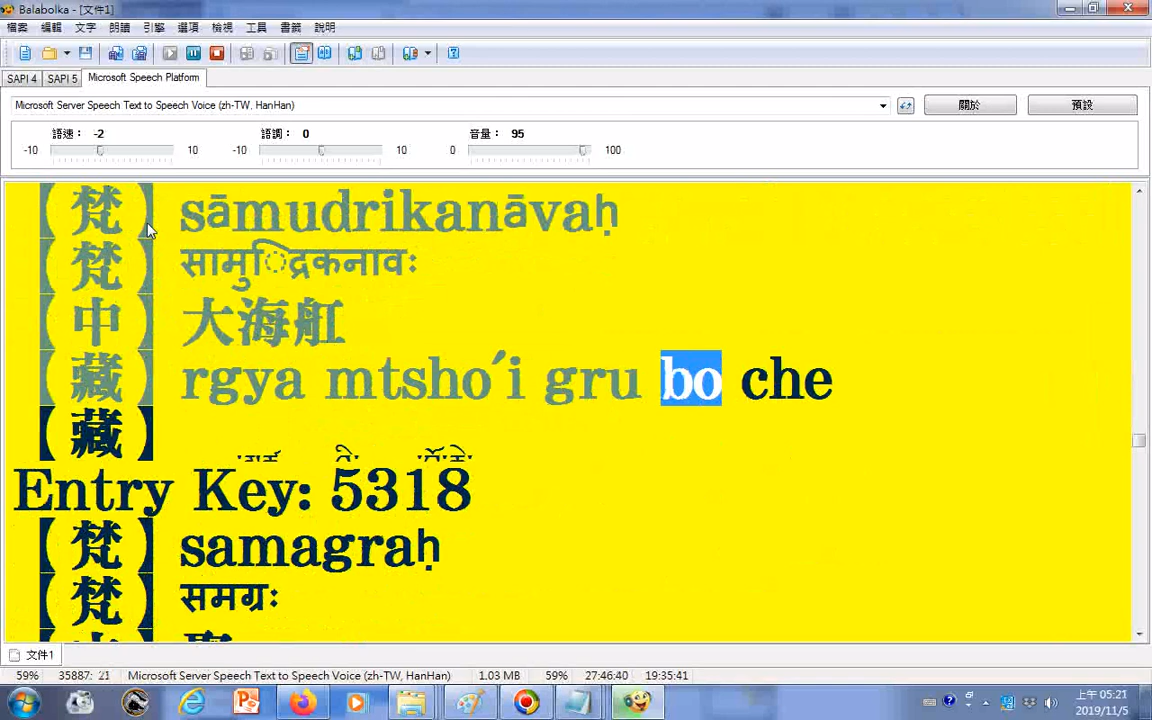 Balabolka - [文件1]
檔案 編輯 文字 朗讀 引擎 選項 檢視 工具 書籤 說明
SAPI 4 SAPI 5 Microsoft Speech Platform
Microsoft Server Speech Text to Speech Voice (zh-TW, HanHan) 關於 預設
語速： -2 語調： 0 音量： 95
-10 10 -10 10 0 100
【梵】 sāmudrikanāvaḥ
【梵】 सामुिद्रकनावः
【中】 大海舡
【藏】 rgya mtsho´i gru bo che
【藏】
Entry Key: 5318
【梵】 samagraḥ
【梵】 समग्रः
文件1
59% 35887: 21 Microsoft Server Speech Text to Speech Voice (zh-TW, HanHan) 1.03 MB 59% 27:46:40 19:35:41
上午 05:21
2019/11/5